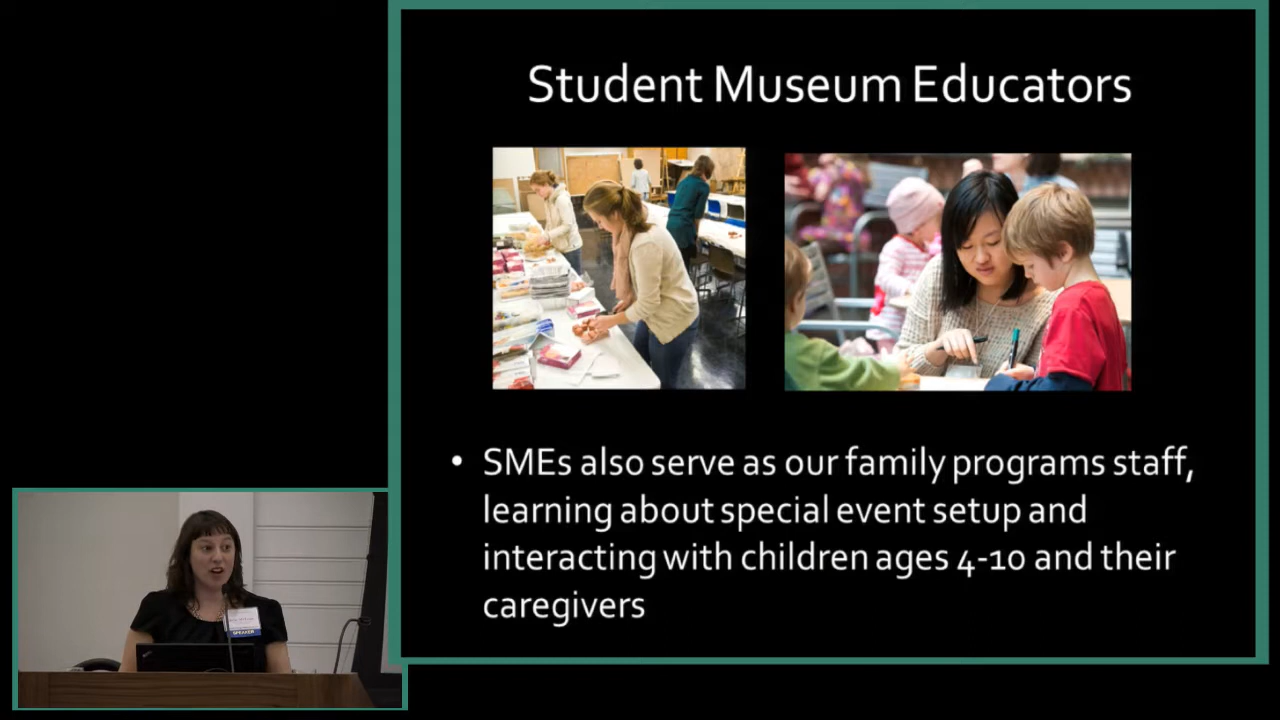 Student Museum Educators
• SMEs also serve as our family programs staff,
learning about special event setup and
interacting with children ages 4-10 and their
caregivers
SPEAKER